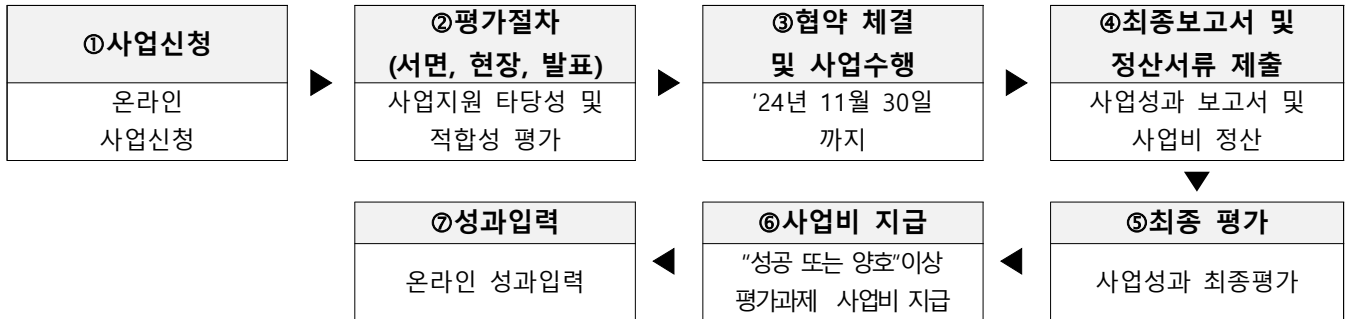 ①사업신청
온라인
사업신청
②평가절차
(서면, 현장, 발표)
사업지원 타당성 및
적합성 평가
③협약 체결
및 사업수행
'24년 11월 30일
까지
④최종보고서 및
정산서류 제출
사업성과 보고서 및
사업비 정산
⑤최종 평가
사업성과 최종평가
⑥사업비 지급
"성공 또는 양호"이상
평가과제 사업비 지급
⑦성과입력
온라인 성과입력